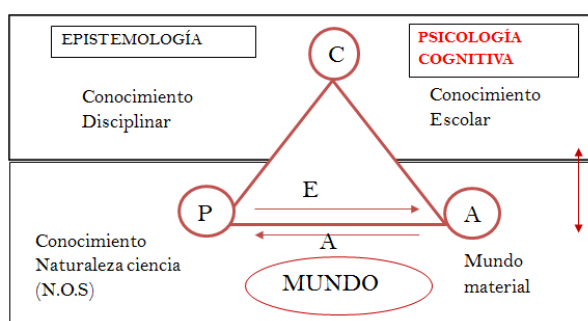 EPISTEMOLOGÍA
PSICOLOGÍA
COGNITIVA
C
Conocimiento
Disciplinar
Conocimiento
Escolar
E
P
A
A
Conocimiento
Naturaleza ciencia
(N.O.S)
MUNDO
Mundo
material